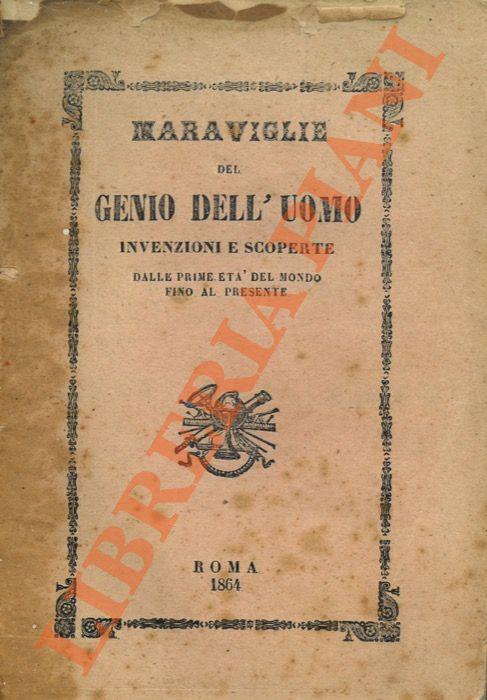 MARAVIGLIE
DEL
GENIO DELL' UOMO
INVENZIONI E SCOPERTE
DALLE PRIME ETA' DEL MONDO
FINO AL PRESENTE
ROMA
1864
LIBRERIA PIANI